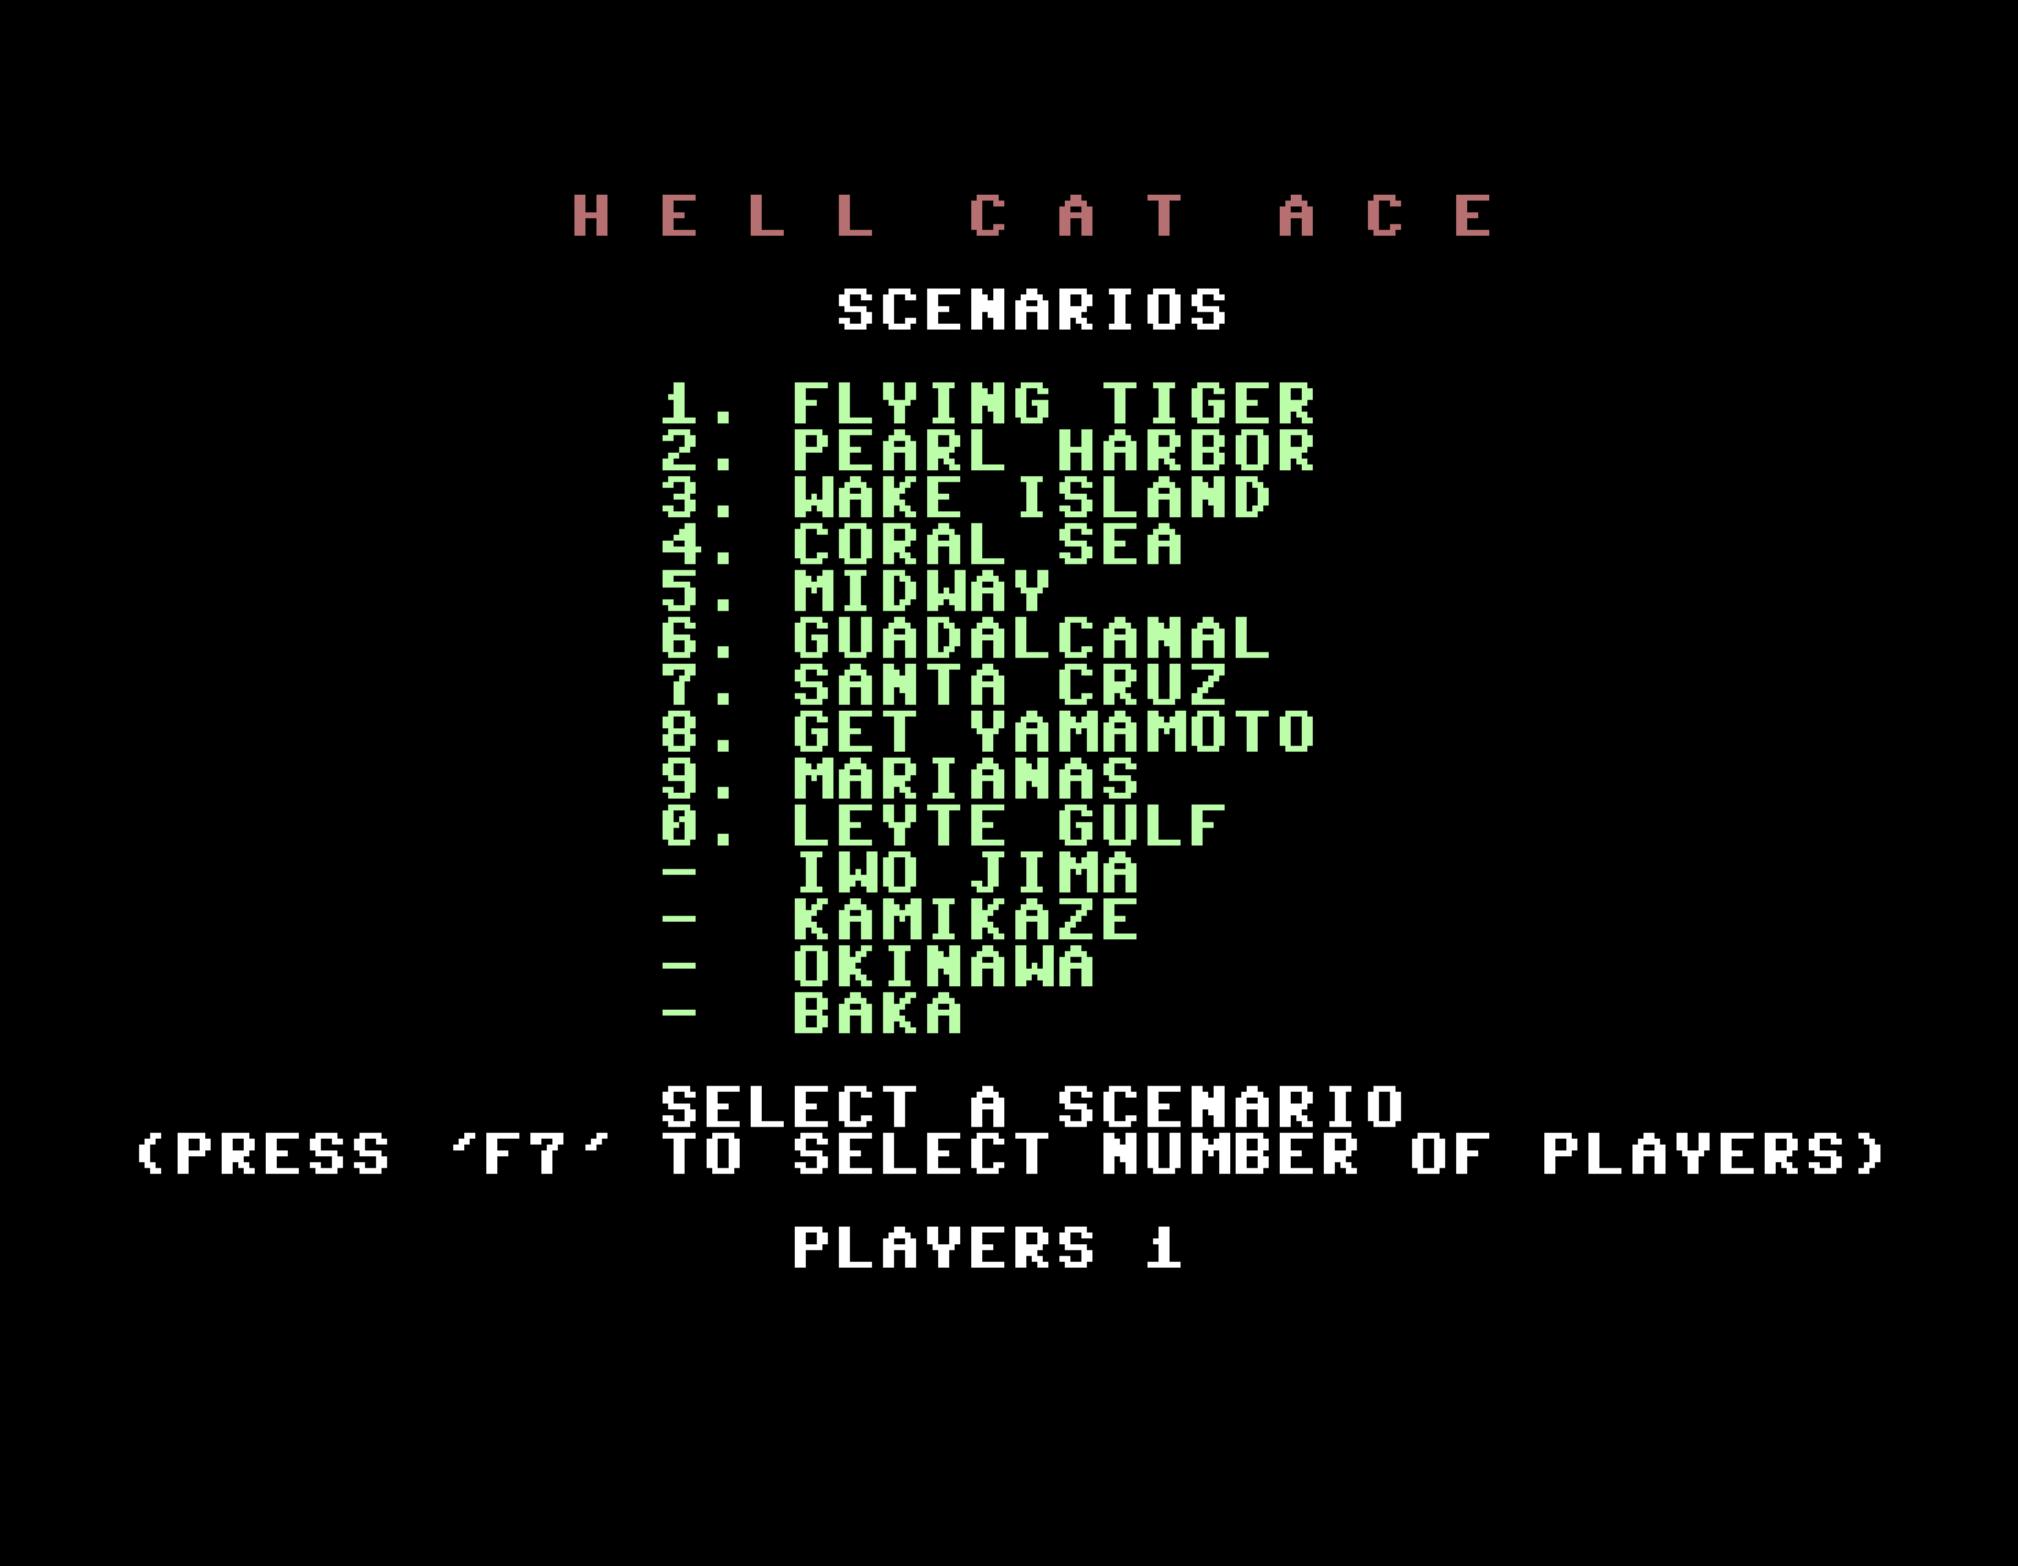 H E L L  C A T  A C E
SCENARIOS
1. FLYING TIGER
2. PEARL HARBOR
3. WAKE ISLAND
4. CORAL SEA
5. MIDWAY
6. GUADALCANAL
7. SANTA CRUZ
8. GET YAMAMOTO
9. MARIANAS
0. LEYTE GULF
- IWO JIMA
- KAMIKAZE
- OKINAWA
- BAKA
SELECT A SCENARIO
(PRESS 'F7' TO SELECT NUMBER OF PLAYERS)
PLAYERS 1